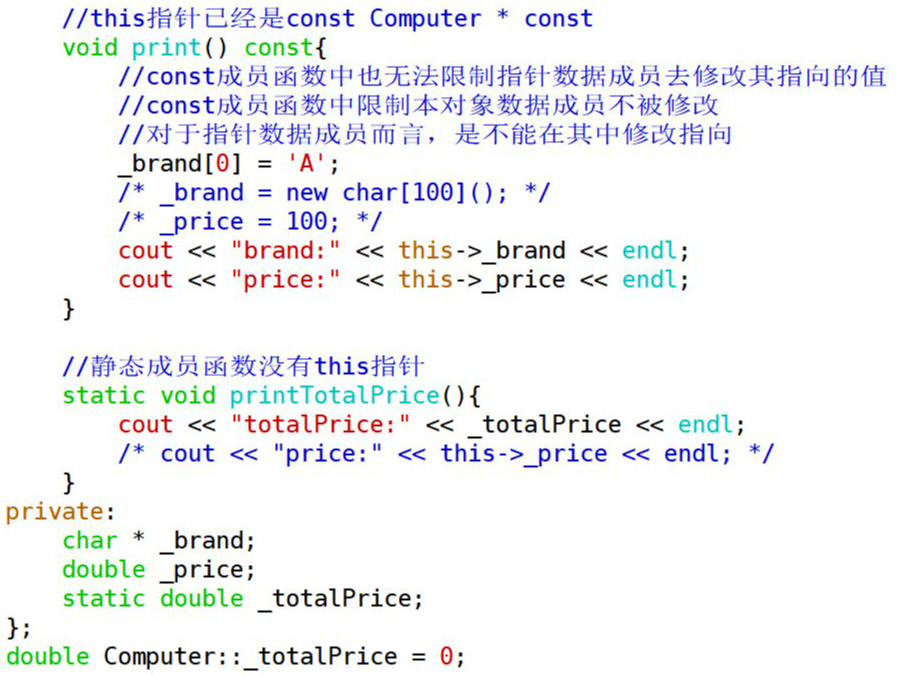 //this指针已经是const Computer * const
void print() const{
//const成员函数中也无法限制指针数据成员去修改其指向的值
//const成员函数中限制本对象数据成员不被修改
//对于指针数据成员而言，是不能在其中修改指向
_brand[0] = 'A';
/* _brand = new char[100](); */
/* _price = 100; */
cout << "brand:" << this->_brand << endl;
cout << "price:" << this->_price << endl;
}
//静态成员函数没有this指针
static void printTotalPrice(){
cout << "totalPrice:" << _totalPrice << endl;
/* cout << "price:" << this->_price << endl; */
}
private:
char * _brand;
double _price;
static double _totalPrice;
};
double Computer::_totalPrice = 0;